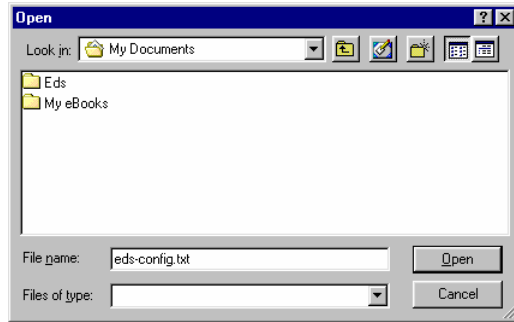 Open
Look in: My Documents
Eds
My eBooks
File name: eds-config.txt Open
Files of type: Cancel